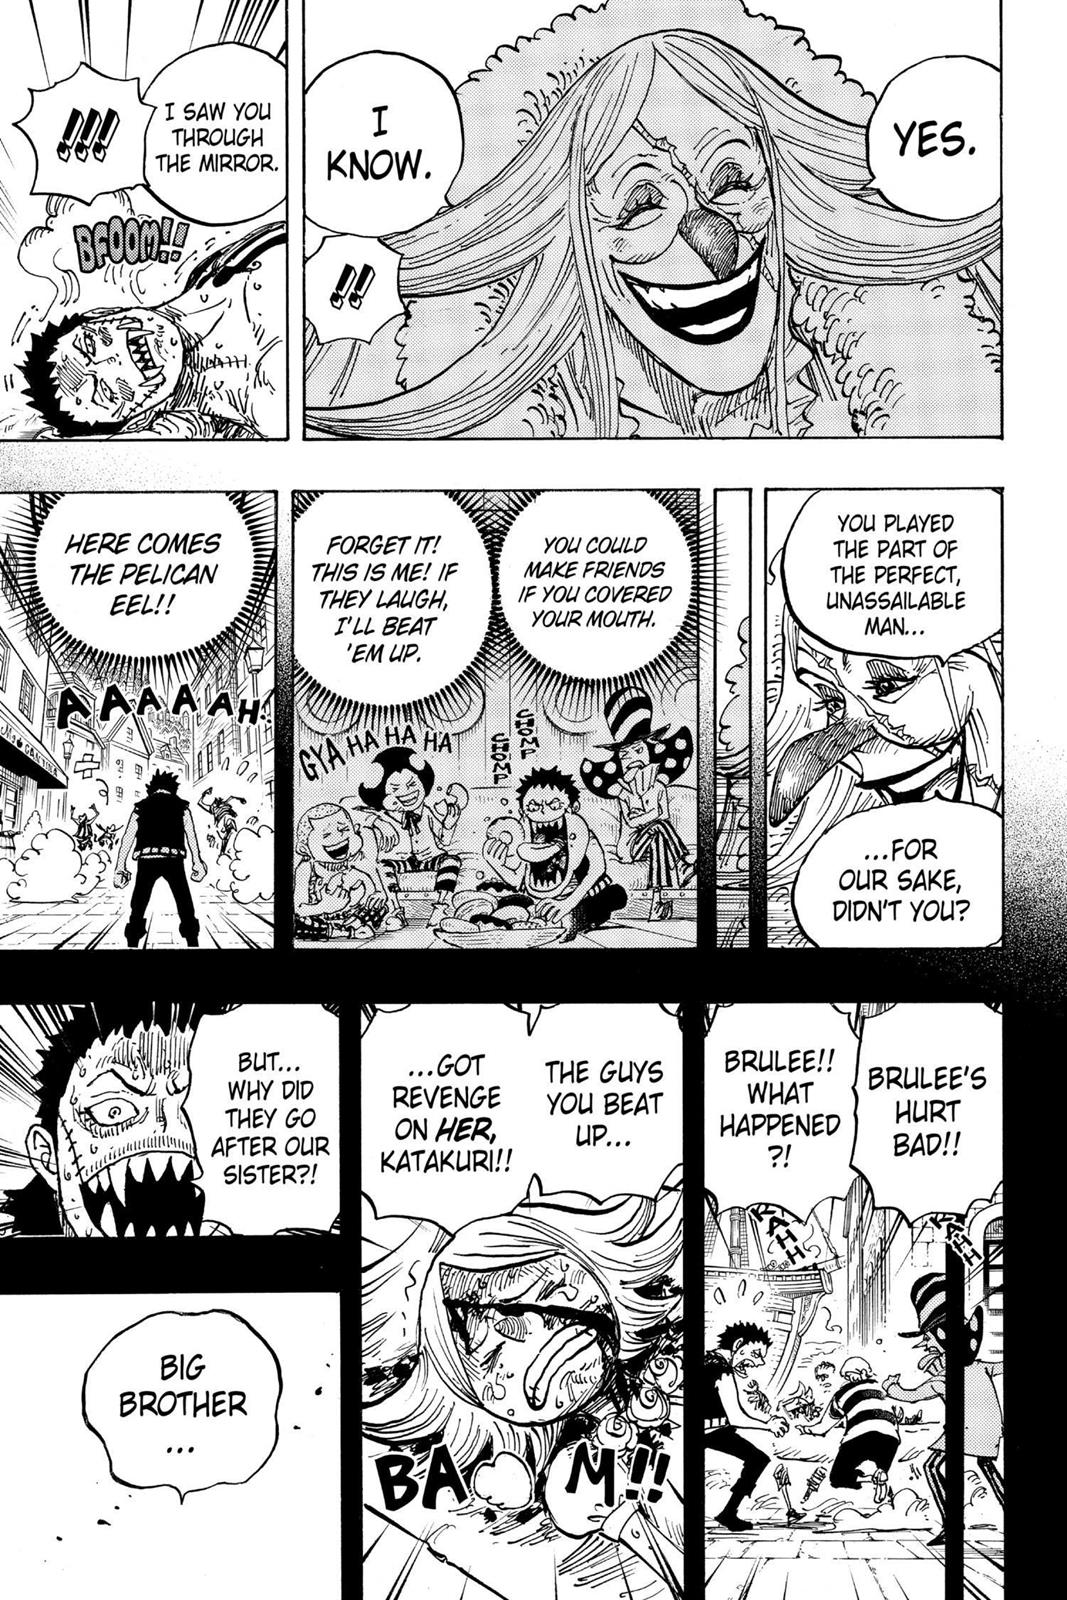 YES.
I
KNOW.
!!
I SAW YOU
THROUGH
THE MIRROR.
!!!
BFOOM!!
YOU PLAYED
THE PART OF
THE PERFECT,
UNASSAILABLE
MAN...
...FOR
OUR SAKE,
DIDN'T YOU?
YOU COULD
MAKE FRIENDS
IF YOU COVERED
YOUR MOUTH.
FORGET IT!
THIS IS ME! IF
THEY LAUGH,
I'LL BEAT
'EM UP.
CHOMP
CHOMP
GYA HA HA HA
HERE COMES
THE PELICAN
EEL!!
AAAAAAH!
BRULEE'S
HURT
BAD!!
BRULEE!!
WHAT
HAPPENED
?!
KAHH
KAHH
THE GUYS
YOU BEAT
UP...
...GOT
REVENGE
ON HER,
KATAKURI!!
BA M!!
BUT...
WHY DID
THEY GO
AFTER OUR
SISTER?!
BIG
BROTHER
...